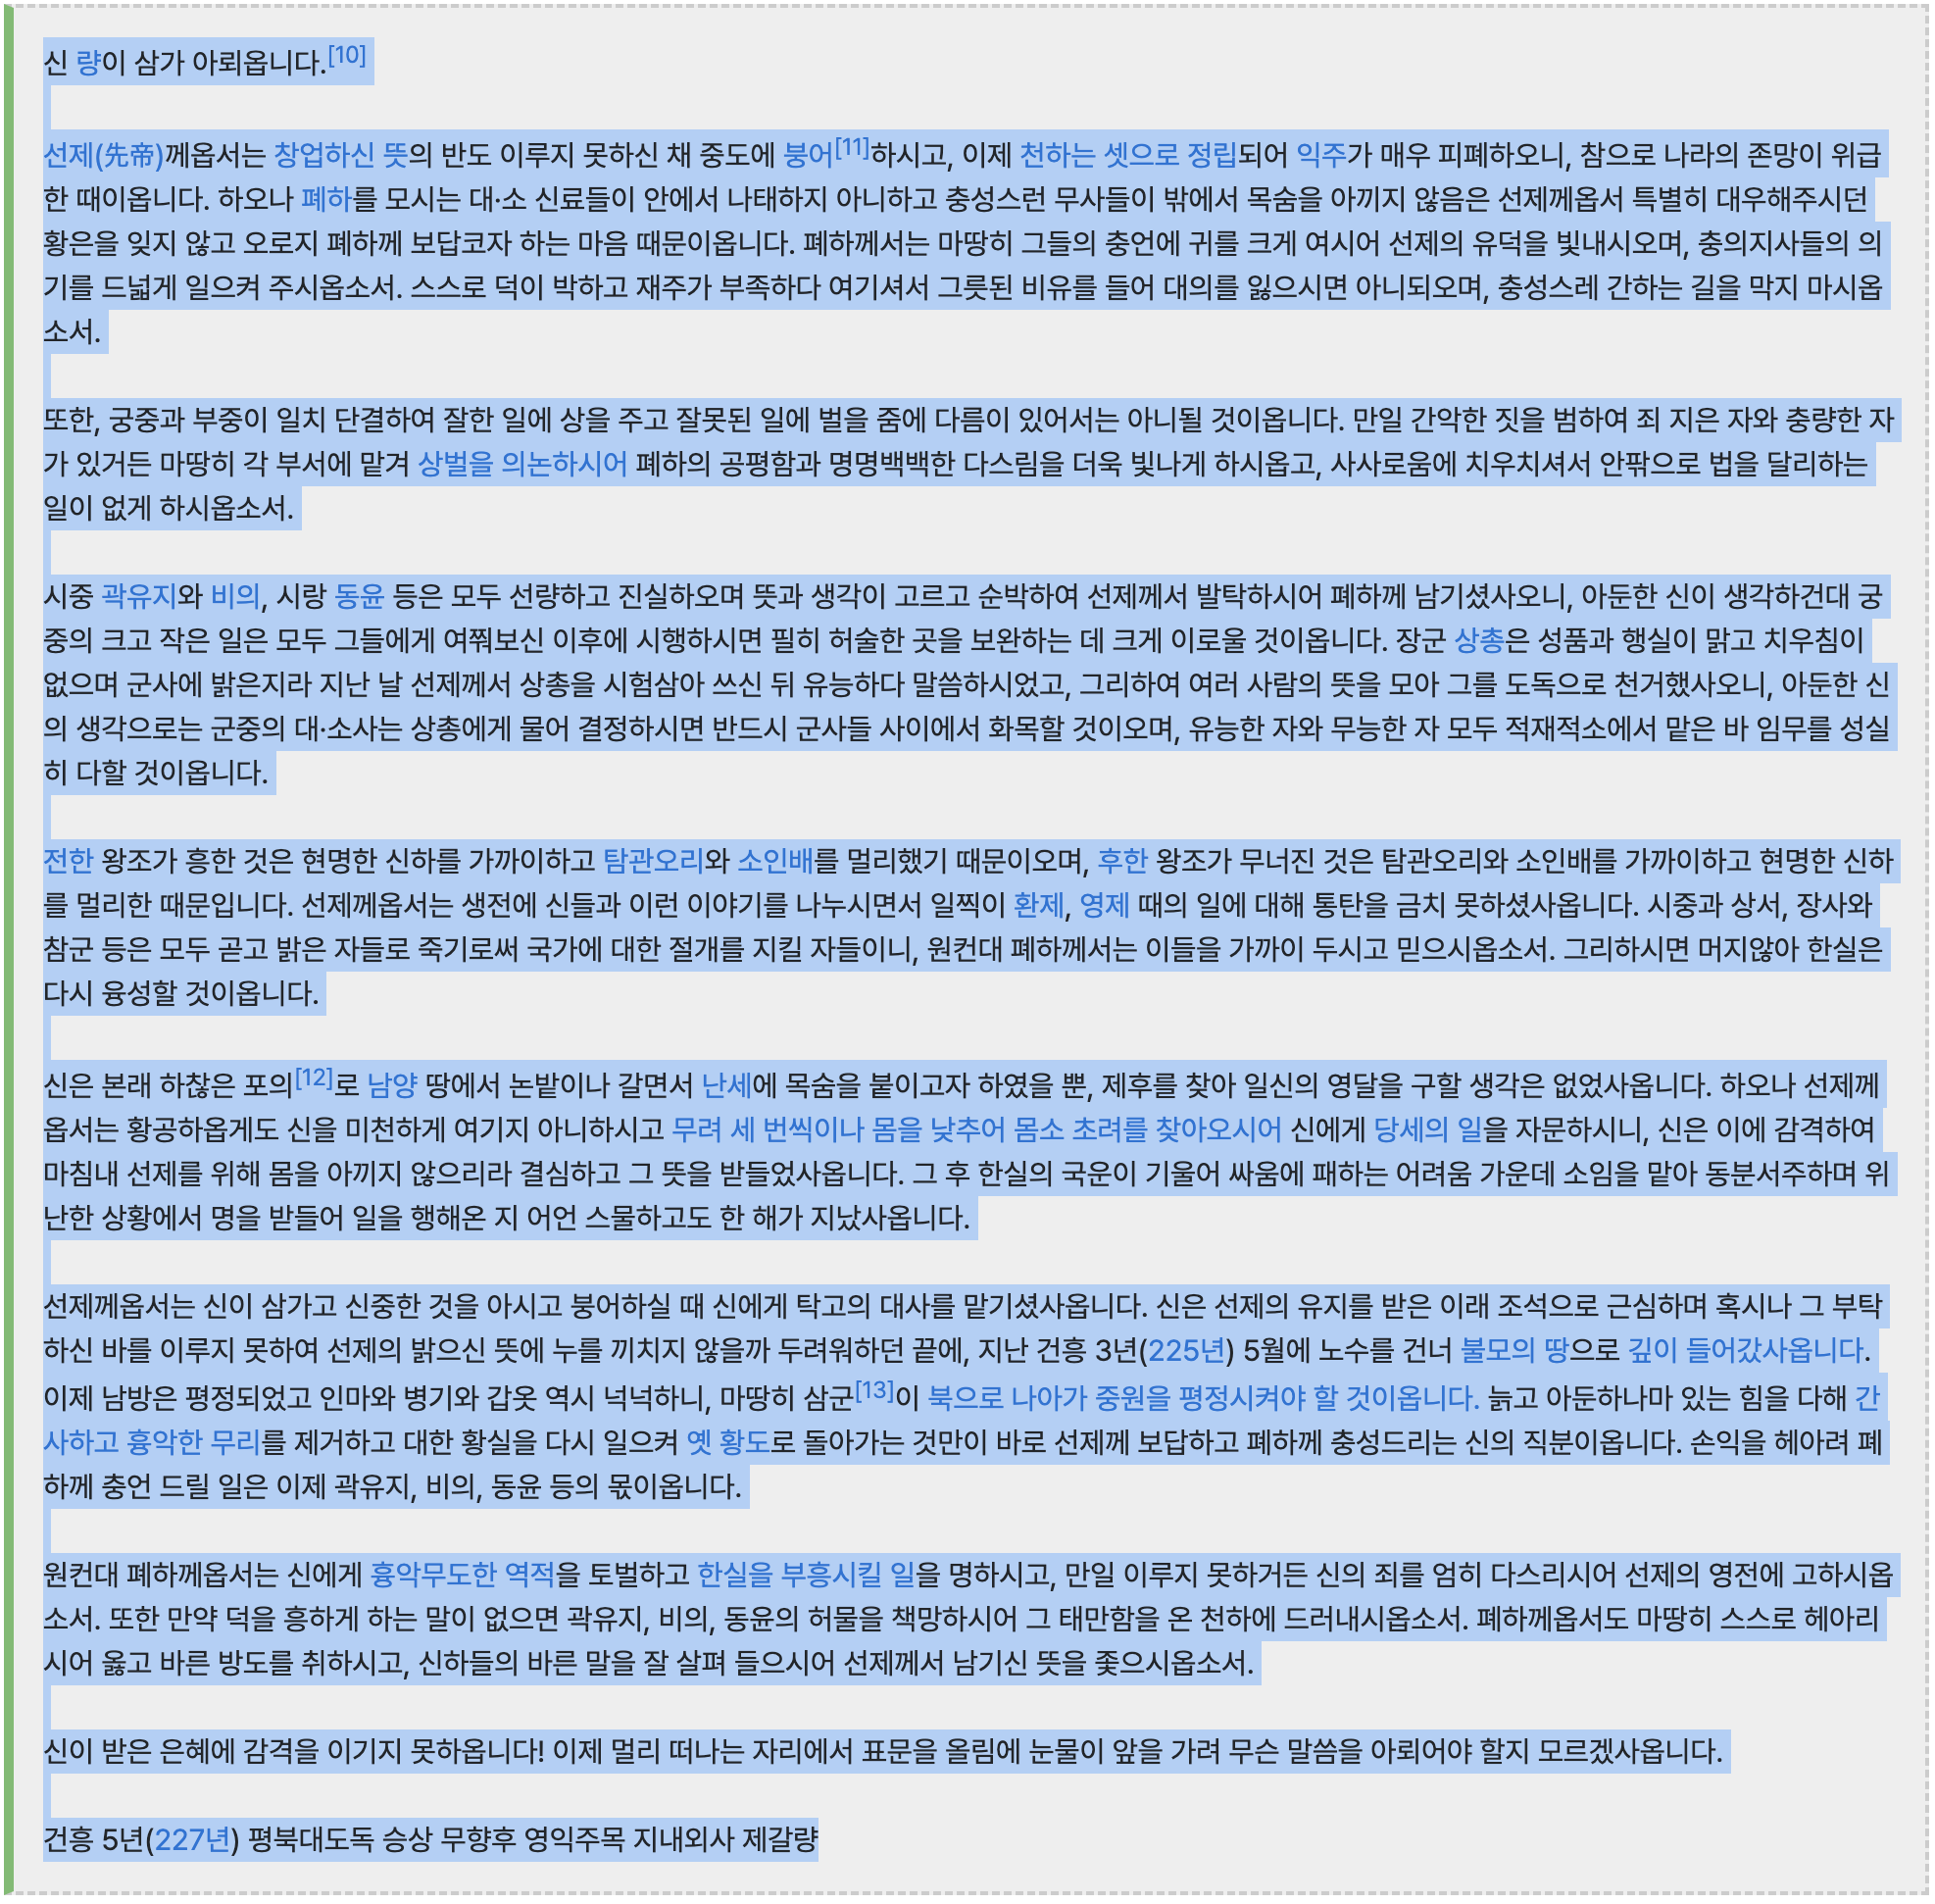 신 량이 삼가 아뢰옵니다.[10]
선제(先帝)께옵서는 창업하신 뜻의 반도 이루지 못하신 채 중도에 붕어[11]하시고, 이제 천하는 셋으로 정립되어 익주가 매우 피폐하오니, 참으로 나라의 존망이 위급
한 때이옵니다. 하오나 폐하를 모시는 대·소 신료들이 안에서 나태하지 아니하고 충성스런 무사들이 밖에서 목숨을 아끼지 않음은 선제께옵서 특별히 대우해주시던
황은을 잊지 않고 오로지 폐하께 보답코자 하는 마음 때문이옵니다. 폐하께서는 마땅히 그들의 충언에 귀를 크게 여시어 선제의 유덕을 빛내시오며, 충의지사들의 의
기를 드넓게 일으켜 주시옵소서. 스스로 덕이 박하고 재주가 부족하다 여기셔서 그릇된 비유를 들어 대의를 잃으시면 아니되오며, 충성스레 간하는 길을 막지 마시옵
소서.
또한, 궁중과 부중이 일치 단결하여 잘한 일에 상을 주고 잘못된 일에 벌을 줌에 다름이 있어서는 아니될 것이옵니다. 만일 간악한 짓을 범하여 죄 지은 자와 충량한 자
가 있거든 마땅히 각 부서에 맡겨 상벌을 의논하시어 폐하의 공평함과 명명백백한 다스림을 더욱 빛나게 하시옵고, 사사로움에 치우치셔서 안팎으로 법을 달리하는
일이 없게 하시옵소서.
시중 곽유지와 비의, 시랑 동윤 등은 모두 선량하고 진실하오며 뜻과 생각이 고르고 순박하여 선제께서 발탁하시어 폐하께 남기셨사오니, 아둔한 신이 생각하건대 궁
중의 크고 작은 일은 모두 그들에게 여쭤보신 이후에 시행하시면 필히 허술한 곳을 보완하는 데 크게 이로울 것이옵니다. 장군 상총은 성품과 행실이 맑고 치우침이
없으며 군사에 밝은지라 지난 날 선제께서 상총을 시험삼아 쓰신 뒤 유능하다 말씀하시었고, 그리하여 여러 사람의 뜻을 모아 그를 도독으로 천거했사오니, 아둔한 신
의 생각으로는 군중의 대·소사는 상총에게 물어 결정하시면 반드시 군사들 사이에서 화목할 것이오며, 유능한 자와 무능한 자 모두 적재적소에서 맡은 바 임무를 성실
히 다할 것이옵니다.
전한 왕조가 흥한 것은 현명한 신하를 가까이하고 탐관오리와 소인배를 멀리했기 때문이오며, 후한 왕조가 무너진 것은 탐관오리와 소인배를 가까이하고 현명한 신하
를 멀리한 때문입니다. 선제께옵서는 생전에 신들과 이런 이야기를 나누시면서 일찍이 환제, 영제 때의 일에 대해 통탄을 금치 못하셨사옵니다. 시중과 상서, 장사와
참군 등은 모두 곧고 밝은 자들로 죽기로써 국가에 대한 절개를 지킬 자들이니, 원컨대 폐하께서는 이들을 가까이 두시고 믿으시옵소서. 그리하시면 머지않아 한실은
다시 융성할 것이옵니다.
신은 본래 하찮은 포의[12]로 남양 땅에서 논밭이나 갈면서 난세에 목숨을 붙이고자 하였을 뿐, 제후를 찾아 일신의 영달을 구할 생각은 없었사옵니다. 하오나 선제께
옵서는 황공하옵게도 신을 미천하게 여기지 아니하시고 무려 세 번씩이나 몸을 낮추어 몸소 초려를 찾아오시어 신에게 당세의 일을 자문하시니, 신은 이에 감격하여
마침내 선제를 위해 몸을 아끼지 않으리라 결심하고 그 뜻을 받들었사옵니다. 그 후 한실의 국운이 기울어 싸움에 패하는 어려움 가운데 소임을 맡아 동분서주하며 위
난한 상황에서 명을 받들어 일을 행해온 지 어언 스물하고도 한 해가 지났사옵니다.
선제께옵서는 신이 삼가고 신중한 것을 아시고 붕어하실 때 신에게 탁고의 대사를 맡기셨사옵니다. 신은 선제의 유지를 받은 이래 조석으로 근심하며 혹시나 그 부탁
하신 바를 이루지 못하여 선제의 밝으신 뜻에 누를 끼치지 않을까 두려워하던 끝에, 지난 건흥 3년(225년) 5월에 노수를 건너 불모의 땅으로 깊이 들어갔사옵니다.
이제 남방은 평정되었고 인마와 병기와 갑옷 역시 넉넉하니, 마땅히 삼군[13]이 북으로 나아가 중원을 평정시켜야 할 것이옵니다. 늙고 아둔하나마 있는 힘을 다해 간
사하고 흉악한 무리를 제거하고 대한 황실을 다시 일으켜 옛 황도로 돌아가는 것만이 바로 선제께 보답하고 폐하께 충성드리는 신의 직분이옵니다. 손익을 헤아려 폐
하께 충언 드릴 일은 이제 곽유지, 비의, 동윤 등의 몫이옵니다.
원컨대 폐하께옵서는 신에게 흉악무도한 역적을 토벌하고 한실을 부흥시킬 일을 명하시고, 만일 이루지 못하거든 신의 죄를 엄히 다스리시어 선제의 영전에 고하시옵
소서. 또한 만약 덕을 흥하게 하는 말이 없으면 곽유지, 비의, 동윤의 허물을 책망하시어 그 태만함을 온 천하에 드러내시옵소서. 폐하께옵서도 마땅히 스스로 헤아리
시어 옳고 바른 방도를 취하시고, 신하들의 바른 말을 잘 살펴 들으시어 선제께서 남기신 뜻을 좇으시옵소서.
신이 받은 은혜에 감격을 이기지 못하옵니다! 이제 멀리 떠나는 자리에서 표문을 올림에 눈물이 앞을 가려 무슨 말씀을 아뢰어야 할지 모르겠사옵니다.
건흥 5년(227년) 평북대도독 승상 무향후 영익주목 지내외사 제갈량